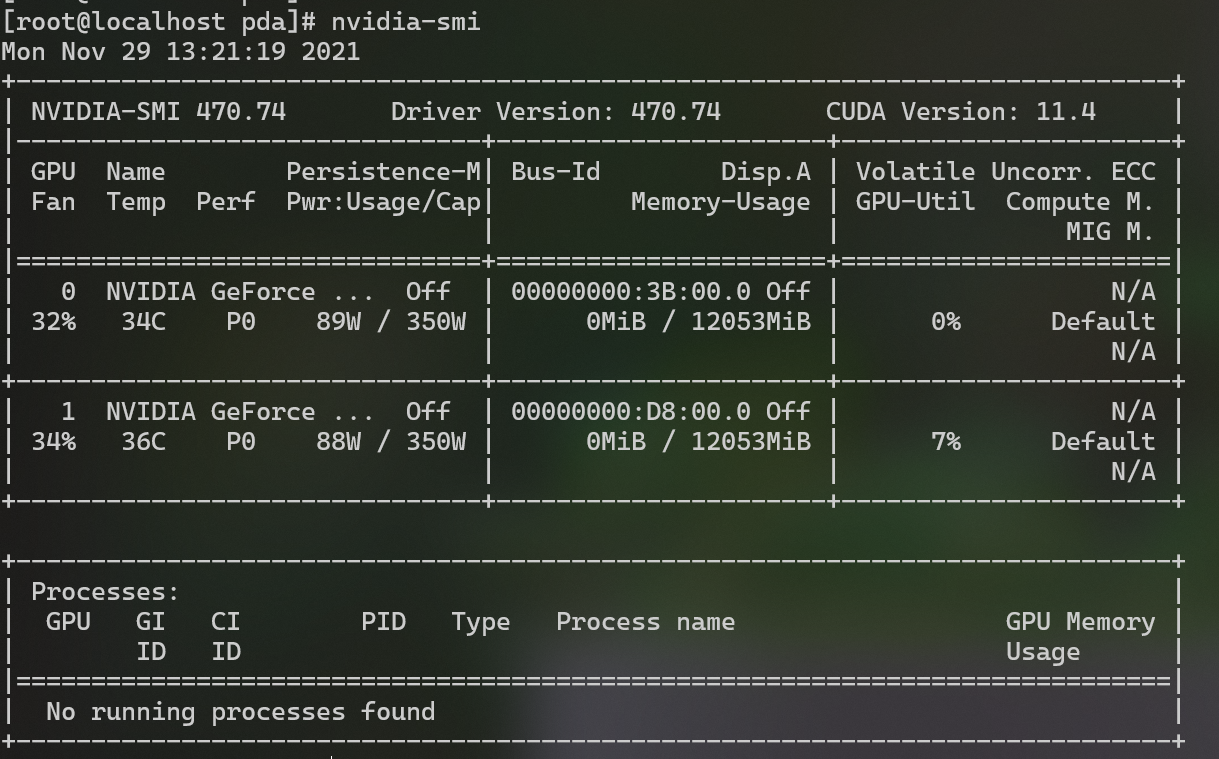 [root@localhost pda]# nvidia-smi
Mon Nov 29 13:21:19 2021
+-----------------------------------------------------------------------------+
| NVIDIA-SMI 470.74       Driver Version: 470.74       CUDA Version: 11.4     |
|-------------------------------+----------------------+----------------------+
| GPU  Name        Persistence-M| Bus-Id        Disp.A | Volatile Uncorr. ECC |
| Fan  Temp  Perf  Pwr:Usage/Cap|         Memory-Usage | GPU-Util  Compute M. |
|                               |                      |               MIG M. |
|===============================+======================+======================|
|   0  NVIDIA GeForce ...  Off  | 00000000:3B:00.0 Off |                  N/A |
| 32%   34C    P0    89W / 350W |      0MiB / 12053MiB |      0%      Default |
|                               |                      |                  N/A |
+-------------------------------+----------------------+----------------------+
|   1  NVIDIA GeForce ...  Off  | 00000000:D8:00.0 Off |                  N/A |
| 34%   36C    P0    88W / 350W |      0MiB / 12053MiB |      7%      Default |
|                               |                      |                  N/A |
+-------------------------------+----------------------+----------------------+
+-----------------------------------------------------------------------------+
| Processes:                                                                  |
|  GPU   GI   CI        PID   Type   Process name                  GPU Memory |
|        ID   ID                                                   Usage      |
|=============================================================================|
|  No running processes found                                                 |
+-----------------------------------------------------------------------------+